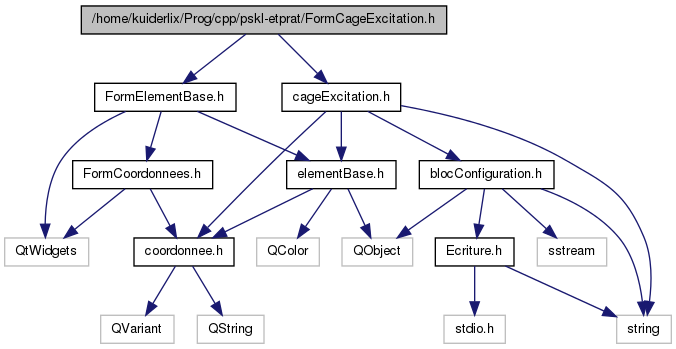 /home/kuiderlix/Prog/cpp/pskl-etprat/FormCageExcitation.h
FormElementBase.h
cageExcitation.h
FormCoordonnees.h
elementBase.h
blocConfiguration.h
QtWidgets
coordonnee.h
QColor
QObject
Ecriture.h
sstream
QVariant
QString
stdio.h
string